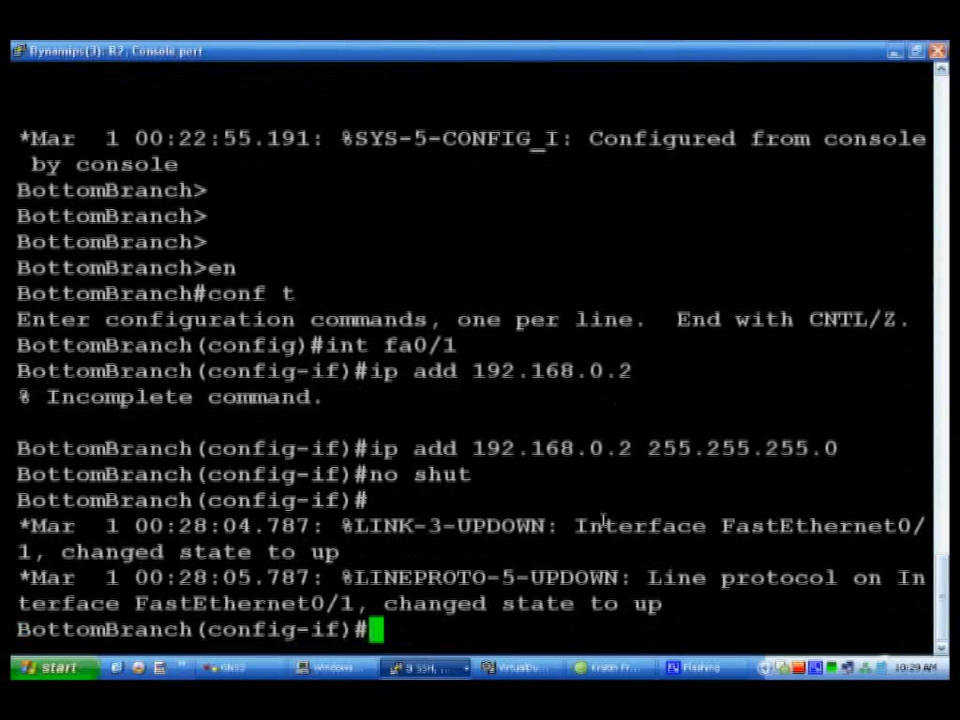 Dynamips(3): R2, Console port
*Mar  1 00:22:55.191: %SYS-5-CONFIG_I: Configured from console
 by console
BottomBranch>
BottomBranch>
BottomBranch>
BottomBranch>en
BottomBranch#conf t
Enter configuration commands, one per line.  End with CNTL/Z.
BottomBranch(config)#int fa0/1
BottomBranch(config-if)#ip add 192.168.0.2
% Incomplete command.
BottomBranch(config-if)#ip add 192.168.0.2 255.255.255.0
BottomBranch(config-if)#no shut
BottomBranch(config-if)#
*Mar  1 00:28:04.787: %LINK-3-UPDOWN: Interface FastEthernet0/
1, changed state to up
*Mar  1 00:28:05.787: %LINEPROTO-5-UPDOWN: Line protocol on In
terface FastEthernet0/1, changed state to up
BottomBranch(config-if)#
start GNS3 Windows... 3 SSH, ... 10:29 AM